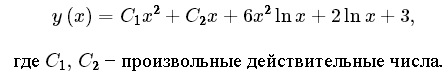 y (x) = C₁x² + C₂x + 6x² ln x + 2 ln x + 3,
где C₁, C₂ − произвольные действительные числа.